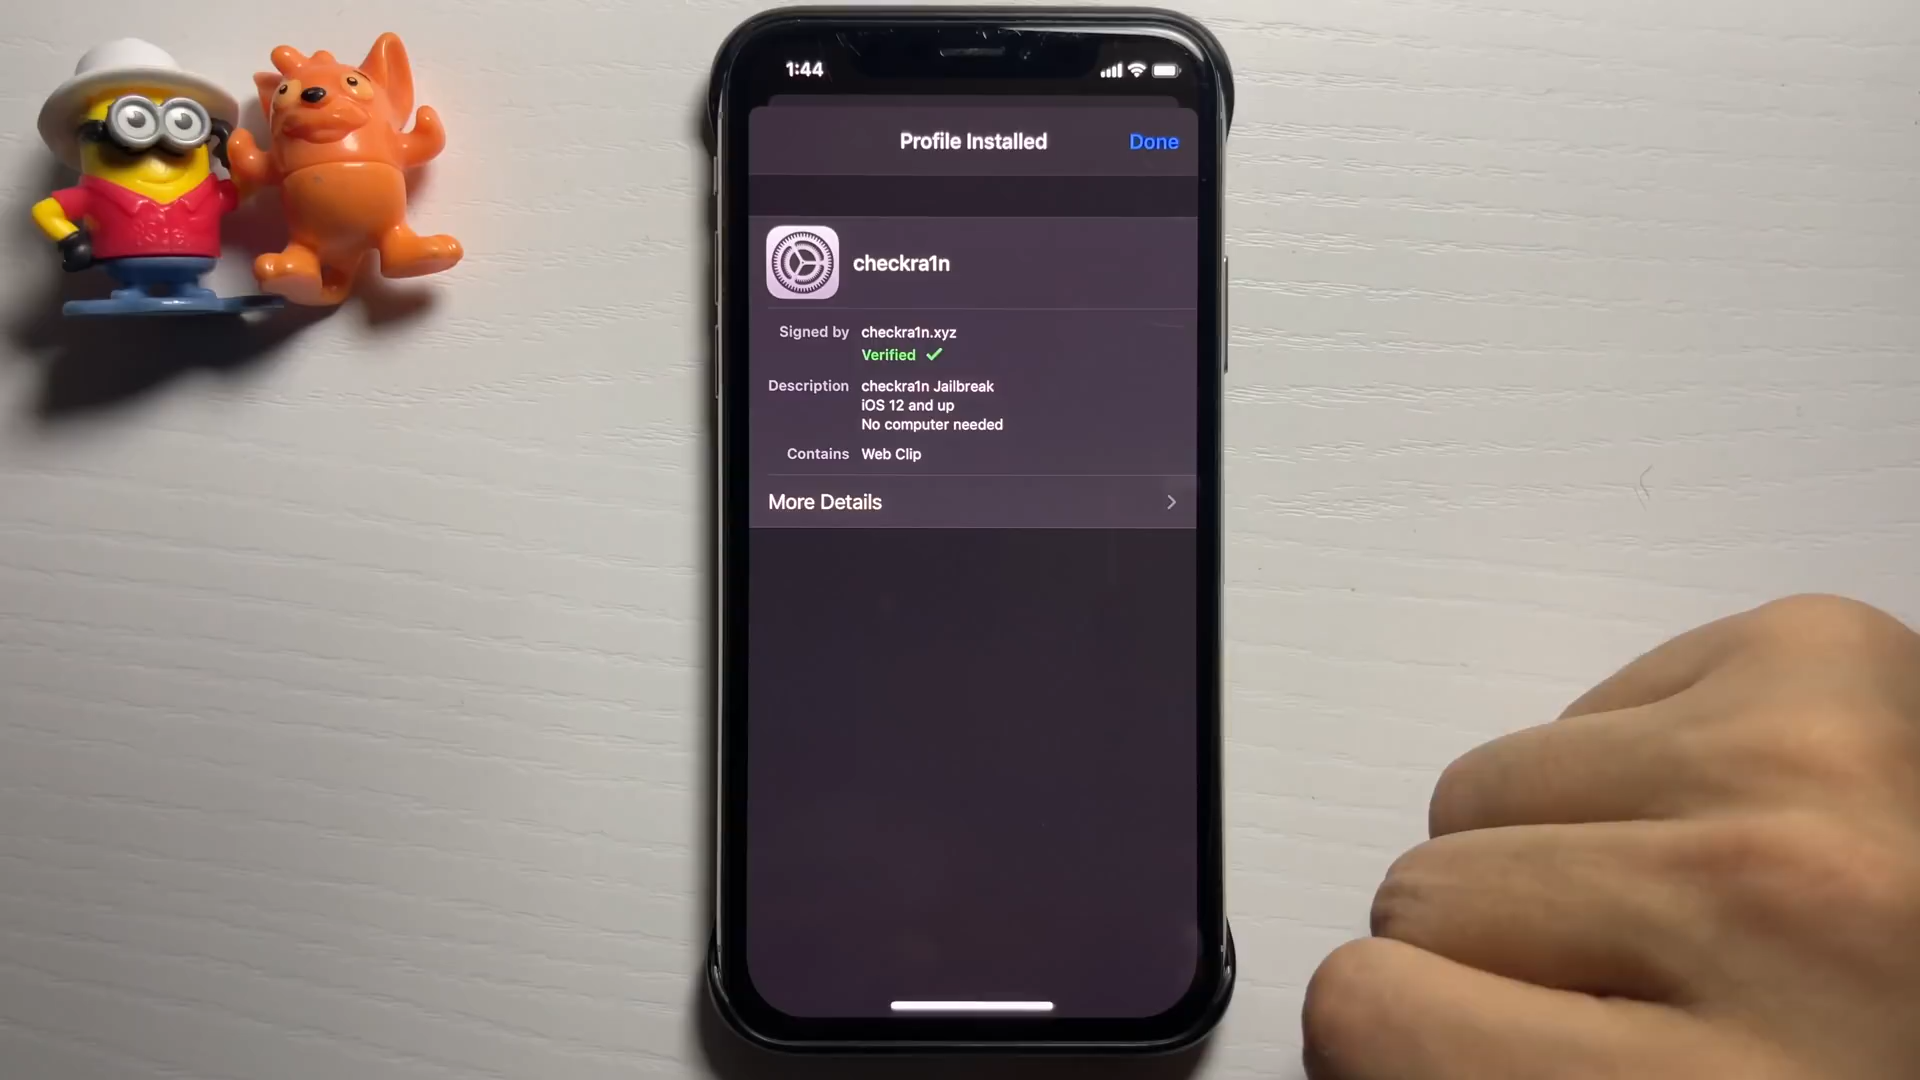 1:44
Profile Installed
Done
checkra1n
Signed by checkra1n.xyz
Verified
Description checkra1n Jailbreak
iOS 12 and up
No computer needed
Contains Web Clip
More Details